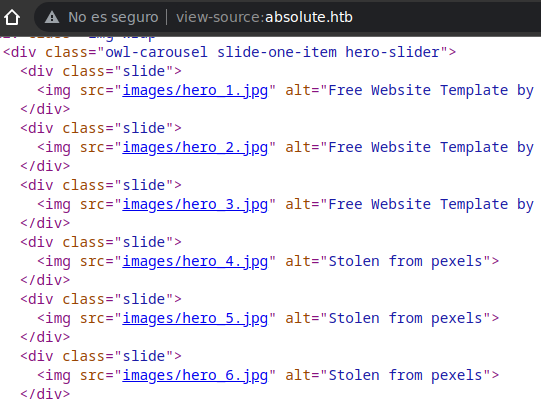 No es seguro | view-source:absolute.htb
<div class="owl-carousel slide-one-item hero-slider">
<div class="slide">
<img src="images/hero_1.jpg" alt="Free Website Template by
</div>
<div class="slide">
<img src="images/hero_2.jpg" alt="Free Website Template by
</div>
<div class="slide">
<img src="images/hero_3.jpg" alt="Free Website Template by
</div>
<div class="slide">
<img src="images/hero_4.jpg" alt="Stolen from pexels">
</div>
<div class="slide">
<img src="images/hero_5.jpg" alt="Stolen from pexels">
</div>
<div class="slide">
<img src="images/hero_6.jpg" alt="Stolen from pexels">
</div>